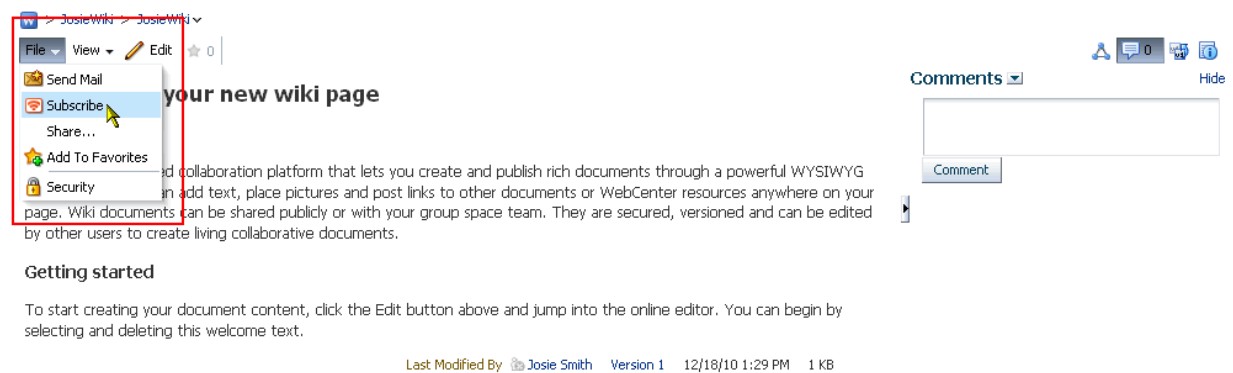 W > JosieWiki > JosieWiki
File View Edit 0
0
Send Mail
Subscribe
Share...
Add To Favorites
Security
your new wiki page
ed collaboration platform that lets you create and publish rich documents through a powerful WYSIWYG
an add text, place pictures and post links to other documents or WebCenter resources anywhere on your
page. Wiki documents can be shared publicly or with your group space team. They are secured, versioned and can be edited
by other users to create living collaborative documents.
Getting started
To start creating your document content, click the Edit button above and jump into the online editor. You can begin by
selecting and deleting this welcome text.
Last Modified By Josie Smith Version 1 12/18/10 1:29 PM 1 KB
Comments Hide
Comment